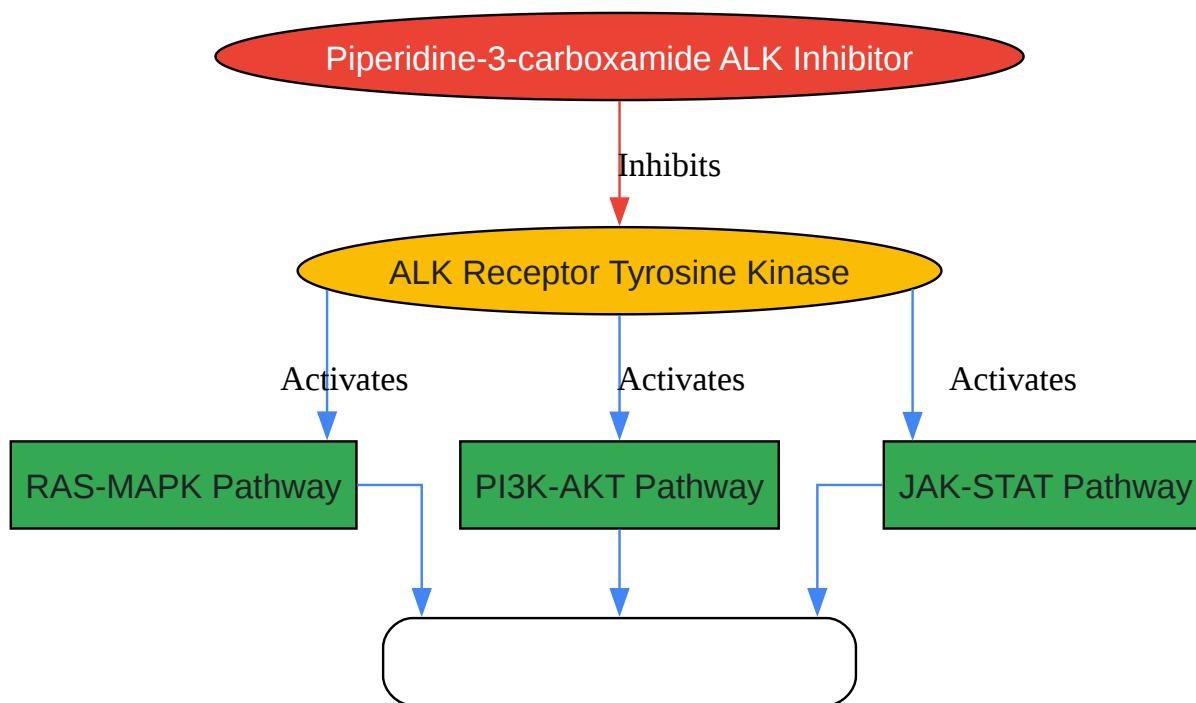 Piperidine-3-carboxamide ALK Inhibitor
Inhibits
ALK Receptor Tyrosine Kinase
Activates
Activates
Activates
RAS-MAPK Pathway
PI3K-AKT Pathway
JAK-STAT Pathway